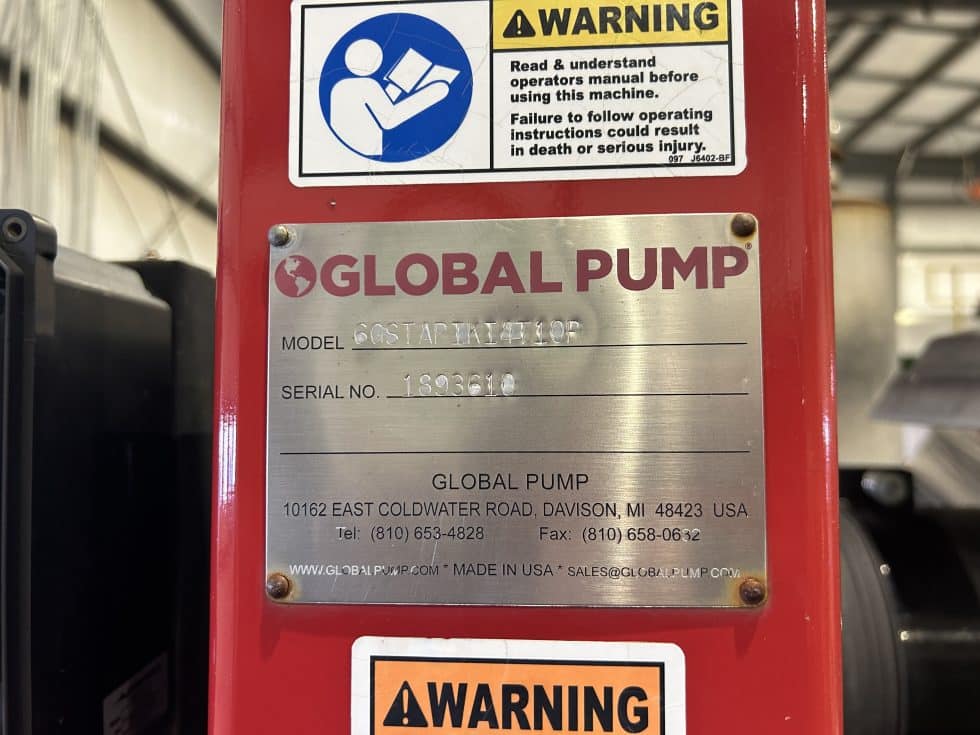 WARNING
Read & understand
operators manual before
using this machine.
Failure to follow operating
instructions could result
in death or serious injury.
097 J6402-BF
GLOBAL PUMP®
MODEL 6GSTAP1KI4T10P
SERIAL NO. 1893610
GLOBAL PUMP
10162 EAST COLDWATER ROAD, DAVISON, MI 48423 USA
Tel: (810) 653-4828 Fax: (810) 658-0632
WWW.GLOBALPUMP.COM * MADE IN USA * SALES@GLOBALPUMP.COM
WARNING